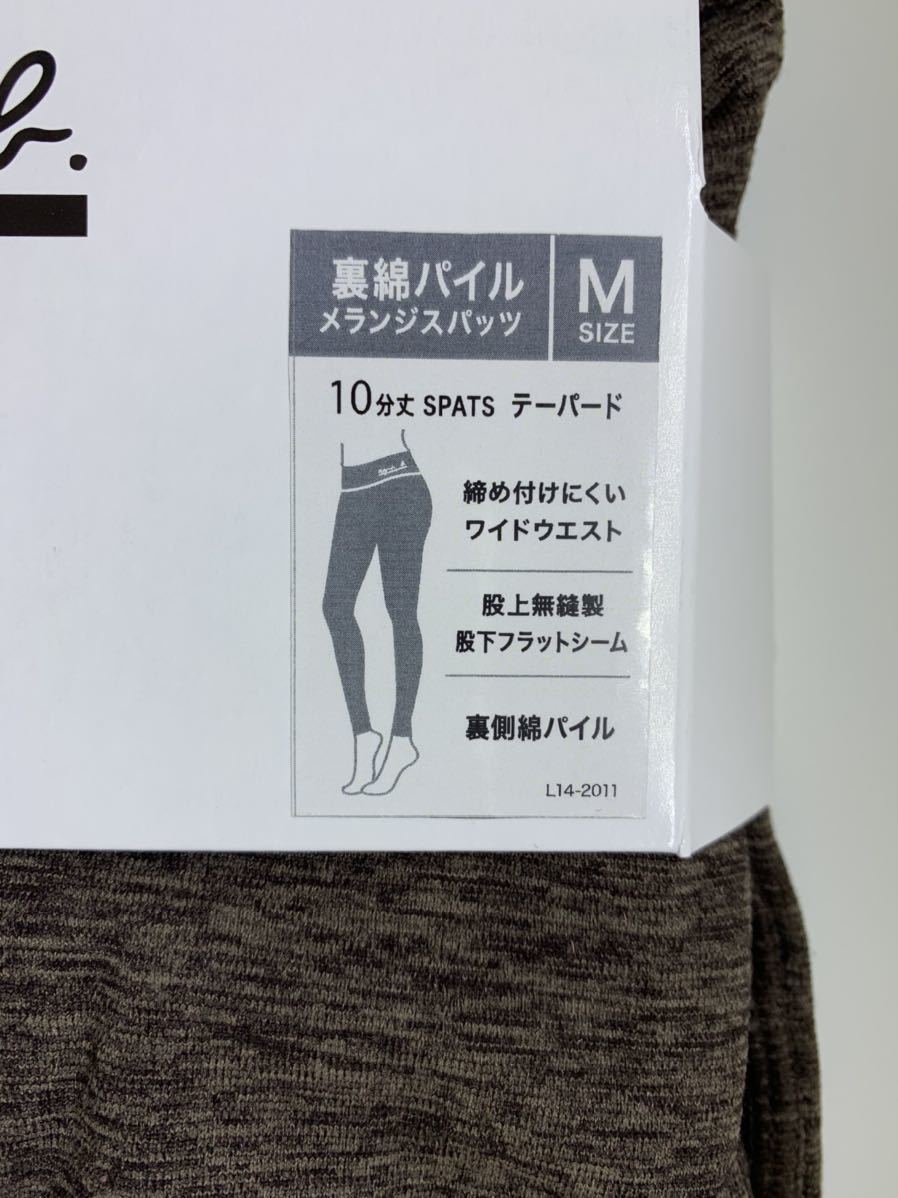 b.
裏綿パイル
メランジスパッツ
M
SIZE
10分丈 SPATS テーパード
締め付けにくい
ワイドウエスト
股上無縫製
股下フラットシーム
裏側綿パイル
L14-2011